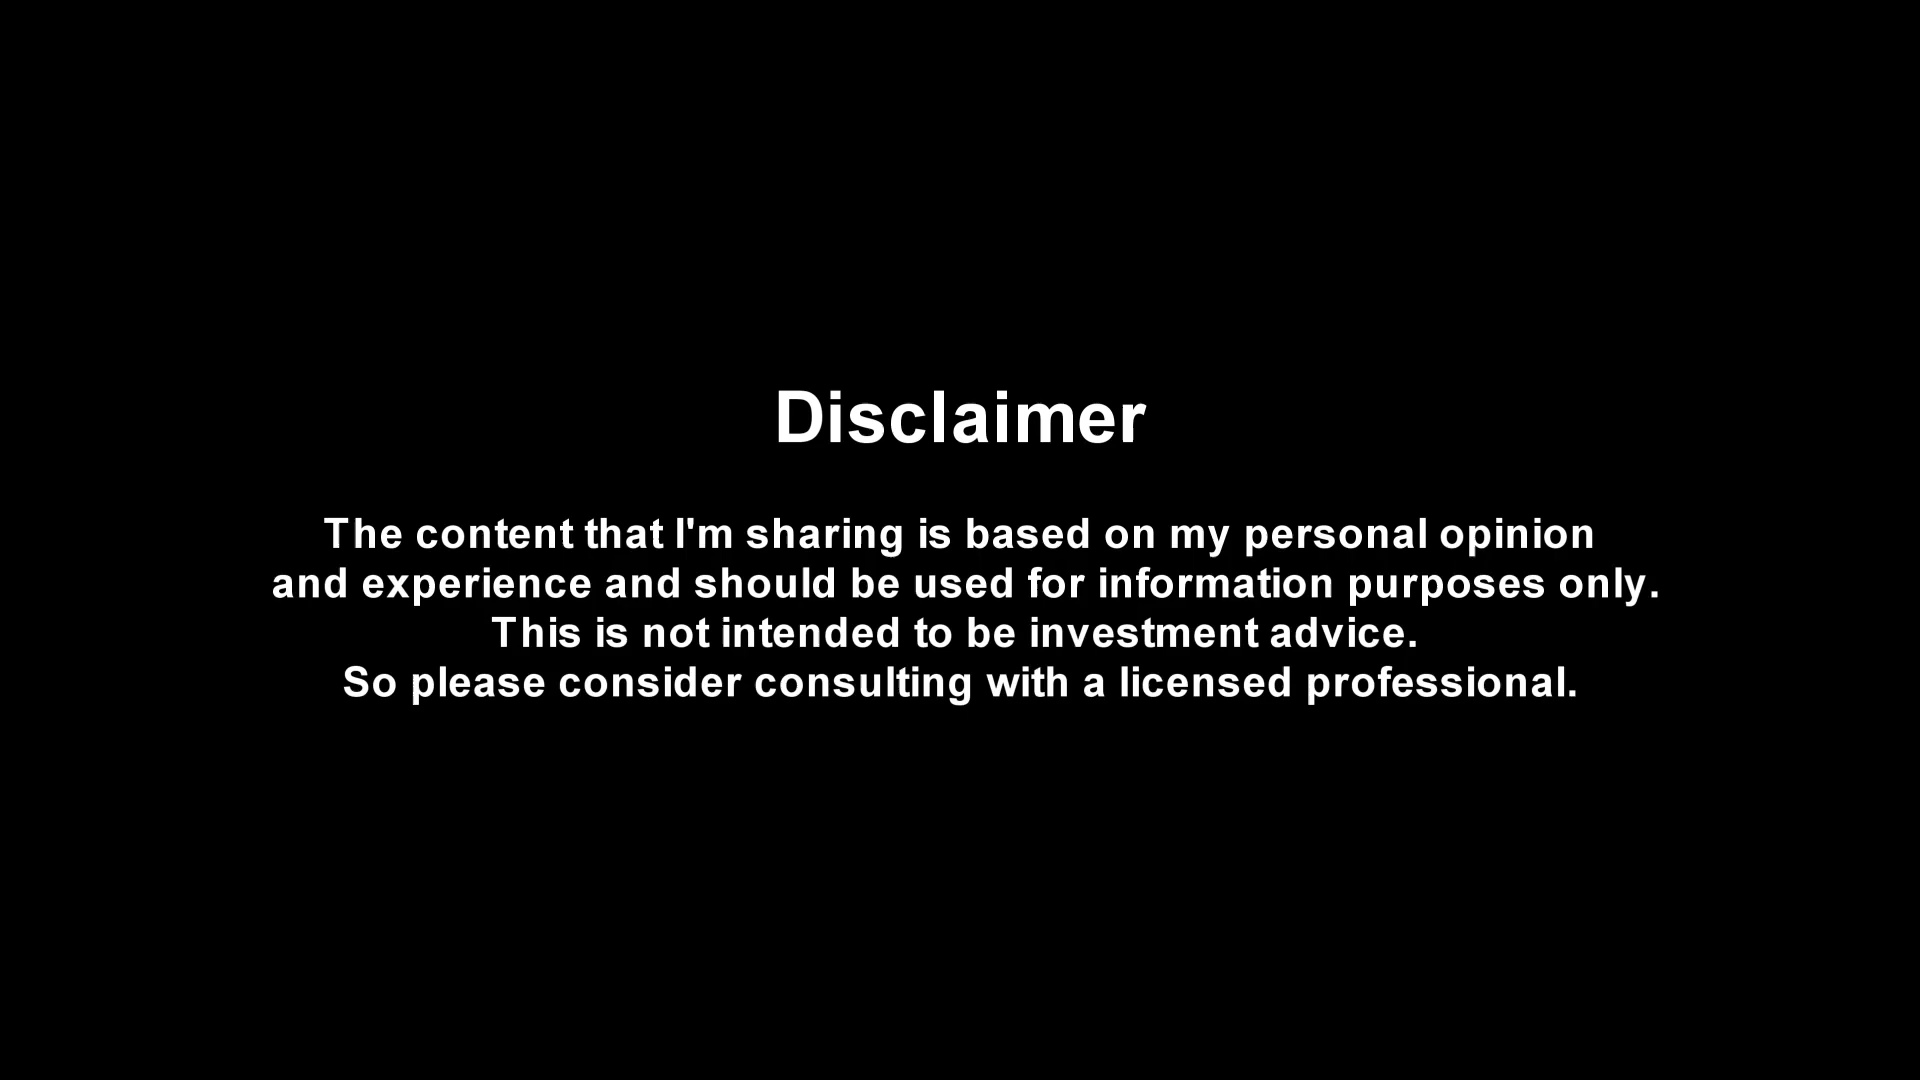 Disclaimer
The content that I'm sharing is based on my personal opinion
and experience and should be used for information purposes only.
This is not intended to be investment advice.
So please consider consulting with a licensed professional.